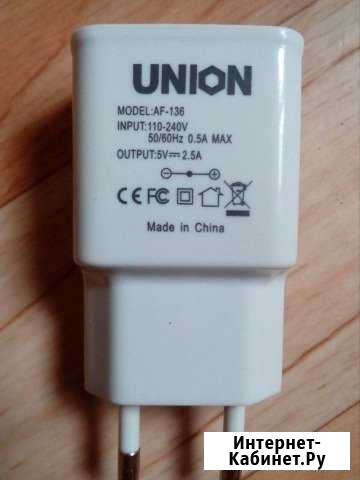 UNION
MODEL:AF-136
INPUT:110-240V
50/60Hz 0.5A MAX
OUTPUT:5V⎓2.5A
- +
CE FC
Made in China
Интернет-
Кабинет.Ру